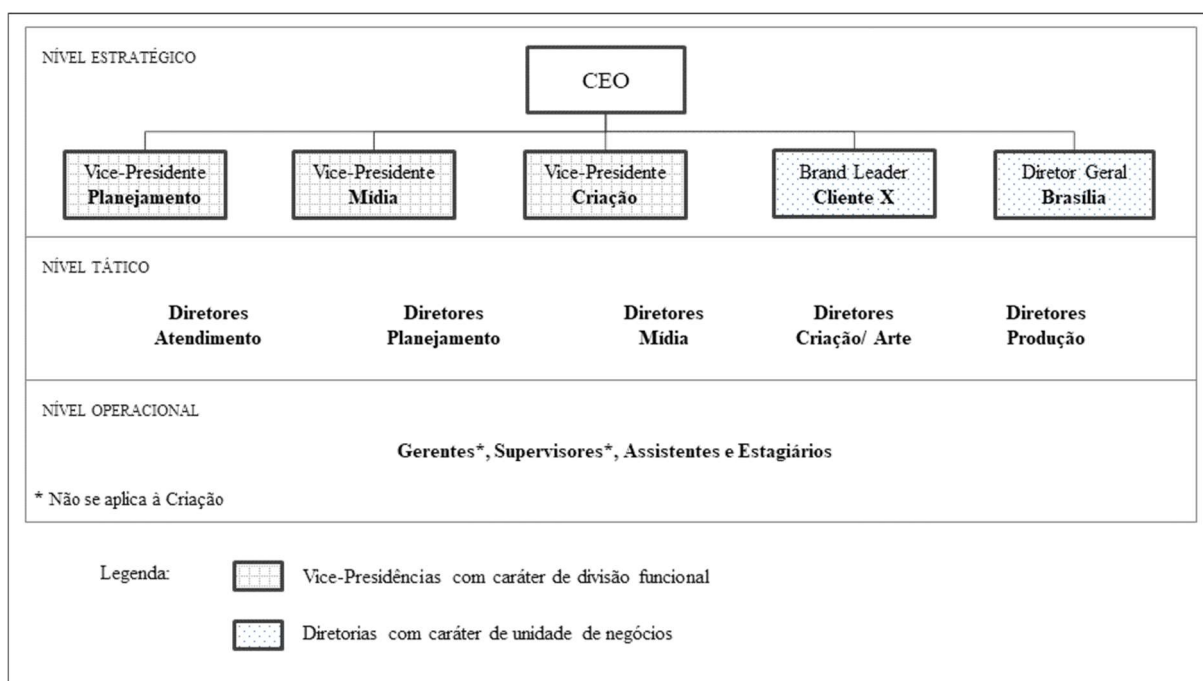 NÍVEL ESTRATÉGICO
CEO
Vice-Presidente
Planejamento
Vice-Presidente
Mídia
Vice-Presidente
Criação
Brand Leader
Cliente X
Diretor Geral
Brasília
NÍVEL TÁTICO
Diretores
Atendimento
Diretores
Planejamento
Diretores
Mídia
Diretores
Criação/ Arte
Diretores
Produção
NÍVEL OPERACIONAL
Gerentes*, Supervisores*, Assistentes e Estagiários
* Não se aplica à Criação
Legenda:
Vice-Presidências com caráter de divisão funcional
Diretorias com caráter de unidade de negócios